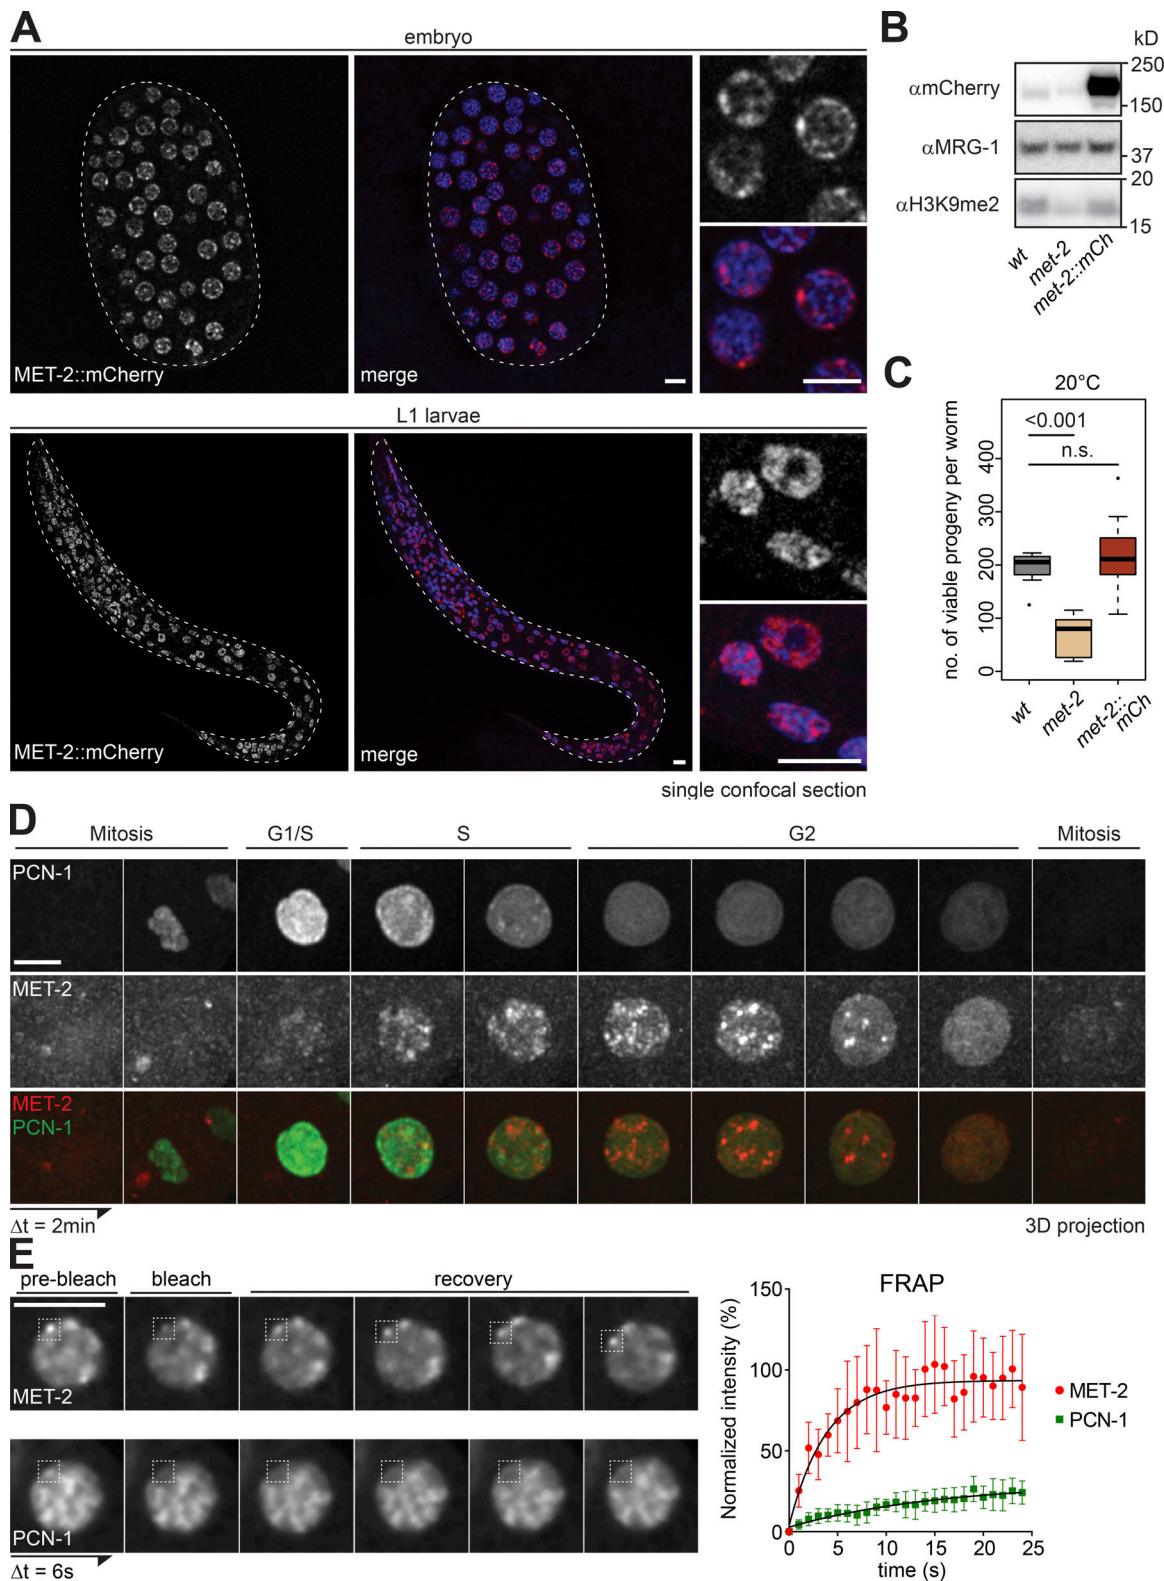 A
embryo
MET-2::mCherry
merge
L1 larvae
MET-2::mCherry
merge
single confocal section
B
kD
αmCherry
250
150
αMRG-1
37
αH3K9me2
20
15
wt
met-2
met-2::mCh
C
20°C
no. of viable progeny per worm
<0.001
n.s.
400
300
200
100
0
wt
met-2
met-2::
mCh
D
Mitosis G1/S S G2 Mitosis
PCN-1
MET-2
MET-2
PCN-1
Δt = 2min
3D projection
E
pre-bleach bleach recovery
MET-2
PCN-1
Δt = 6s
FRAP
Normalized intensity (%)
150
100
50
0
0 5 10 15 20 25
time (s)
MET-2
PCN-1